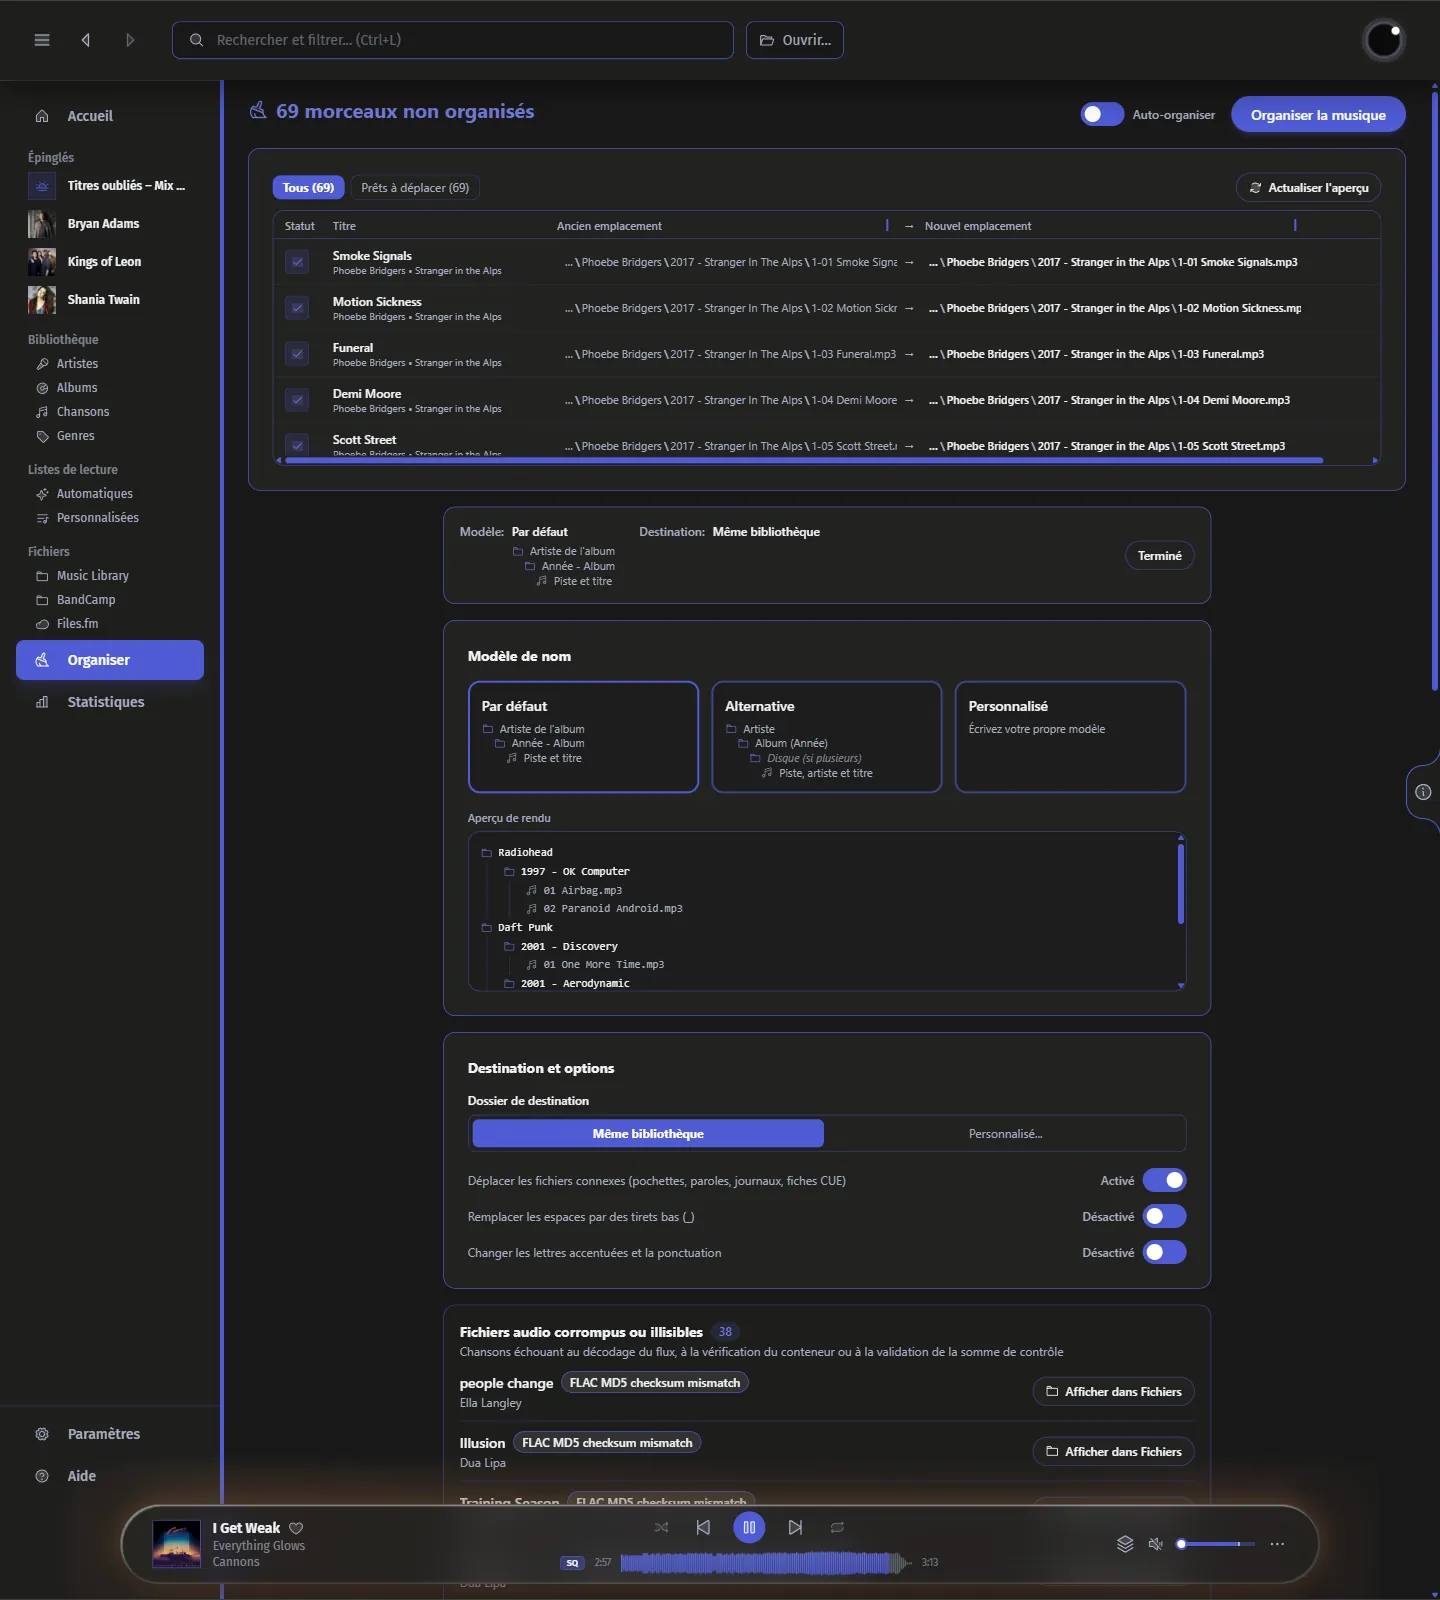 Rechercher et filtrer... (Ctrl+L)
Ouvrir...
Accueil
Épinglés
Titres oubliés – Mix ...
Bryan Adams
Kings of Leon
Shania Twain
Bibliothèque
Artistes
Albums
Chansons
Genres
Listes de lecture
Automatiques
Personnalisées
Fichiers
Music Library
BandCamp
Files.fm
Organiser
Statistiques
Paramètres
Aide
69 morceaux non organisés
Auto-organiser
Organiser la musique
Tous (69)
Prêts à déplacer (69)
Actualiser l'aperçu
Statut Titre Ancien emplacement → Nouvel emplacement
Smoke Signals
Phoebe Bridgers • Stranger in the Alps
... \ Phoebe Bridgers \ 2017 - Stranger In The Alps \ 1-01 Smoke Signa → ... \ Phoebe Bridgers \ 2017 - Stranger in the Alps \ 1-01 Smoke Signals.mp3
Motion Sickness
Phoebe Bridgers • Stranger in the Alps
... \ Phoebe Bridgers \ 2017 - Stranger In The Alps \ 1-02 Motion Sickr → ... \ Phoebe Bridgers \ 2017 - Stranger in the Alps \ 1-02 Motion Sickness.mp
Funeral
Phoebe Bridgers • Stranger in the Alps
... \ Phoebe Bridgers \ 2017 - Stranger In The Alps \ 1-03 Funeral.mp3 → ... \ Phoebe Bridgers \ 2017 - Stranger in the Alps \ 1-03 Funeral.mp3
Demi Moore
Phoebe Bridgers • Stranger in the Alps
... \ Phoebe Bridgers \ 2017 - Stranger In The Alps \ 1-04 Demi Moore → ... \ Phoebe Bridgers \ 2017 - Stranger in the Alps \ 1-04 Demi Moore.mp3
Scott Street
Phoebe Bridgers • Stranger in the Alps
... \ Phoebe Bridgers \ 2017 - Stranger In The Alps \ 1-05 Scott Street.r → ... \ Phoebe Bridgers \ 2017 - Stranger in the Alps \ 1-05 Scott Street.mp3
Modèle: Par défaut Destination: Même bibliothèque
Artiste de l'album
Année - Album
Piste et titre
Terminé
Modèle de nom
Par défaut
Artiste de l'album
Année - Album
Piste et titre
Alternative
Artiste
Album (Année)
Disque (si plusieurs)
Piste, artiste et titre
Personnalisé
Écrivez votre propre modèle
Aperçu de rendu
Radiohead
1997 - OK Computer
01 Airbag.mp3
02 Paranoid Android.mp3
Daft Punk
2001 - Discovery
01 One More Time.mp3
2001 - Aerodynamic
Destination et options
Dossier de destination
Même bibliothèque
Personnalisé...
Déplacer les fichiers connexes (pochettes, paroles, journaux, fiches CUE) Activé
Remplacer les espaces par des tirets bas (_) Désactivé
Changer les lettres accentuées et la ponctuation Désactivé
Fichiers audio corrompus ou illisibles 38
Chansons échouant au décodage du flux, à la vérification du conteneur ou à la validation de la somme de contrôle
people change FLAC MD5 checksum mismatch
Ella Langley
Afficher dans Fichiers
Illusion FLAC MD5 checksum mismatch
Dua Lipa
Afficher dans Fichiers
Training Season FLAC MD5 checksum mismatch
Dua Lipa
I Get Weak
Everything Glows
Cannons
SQ 2:57 3:13